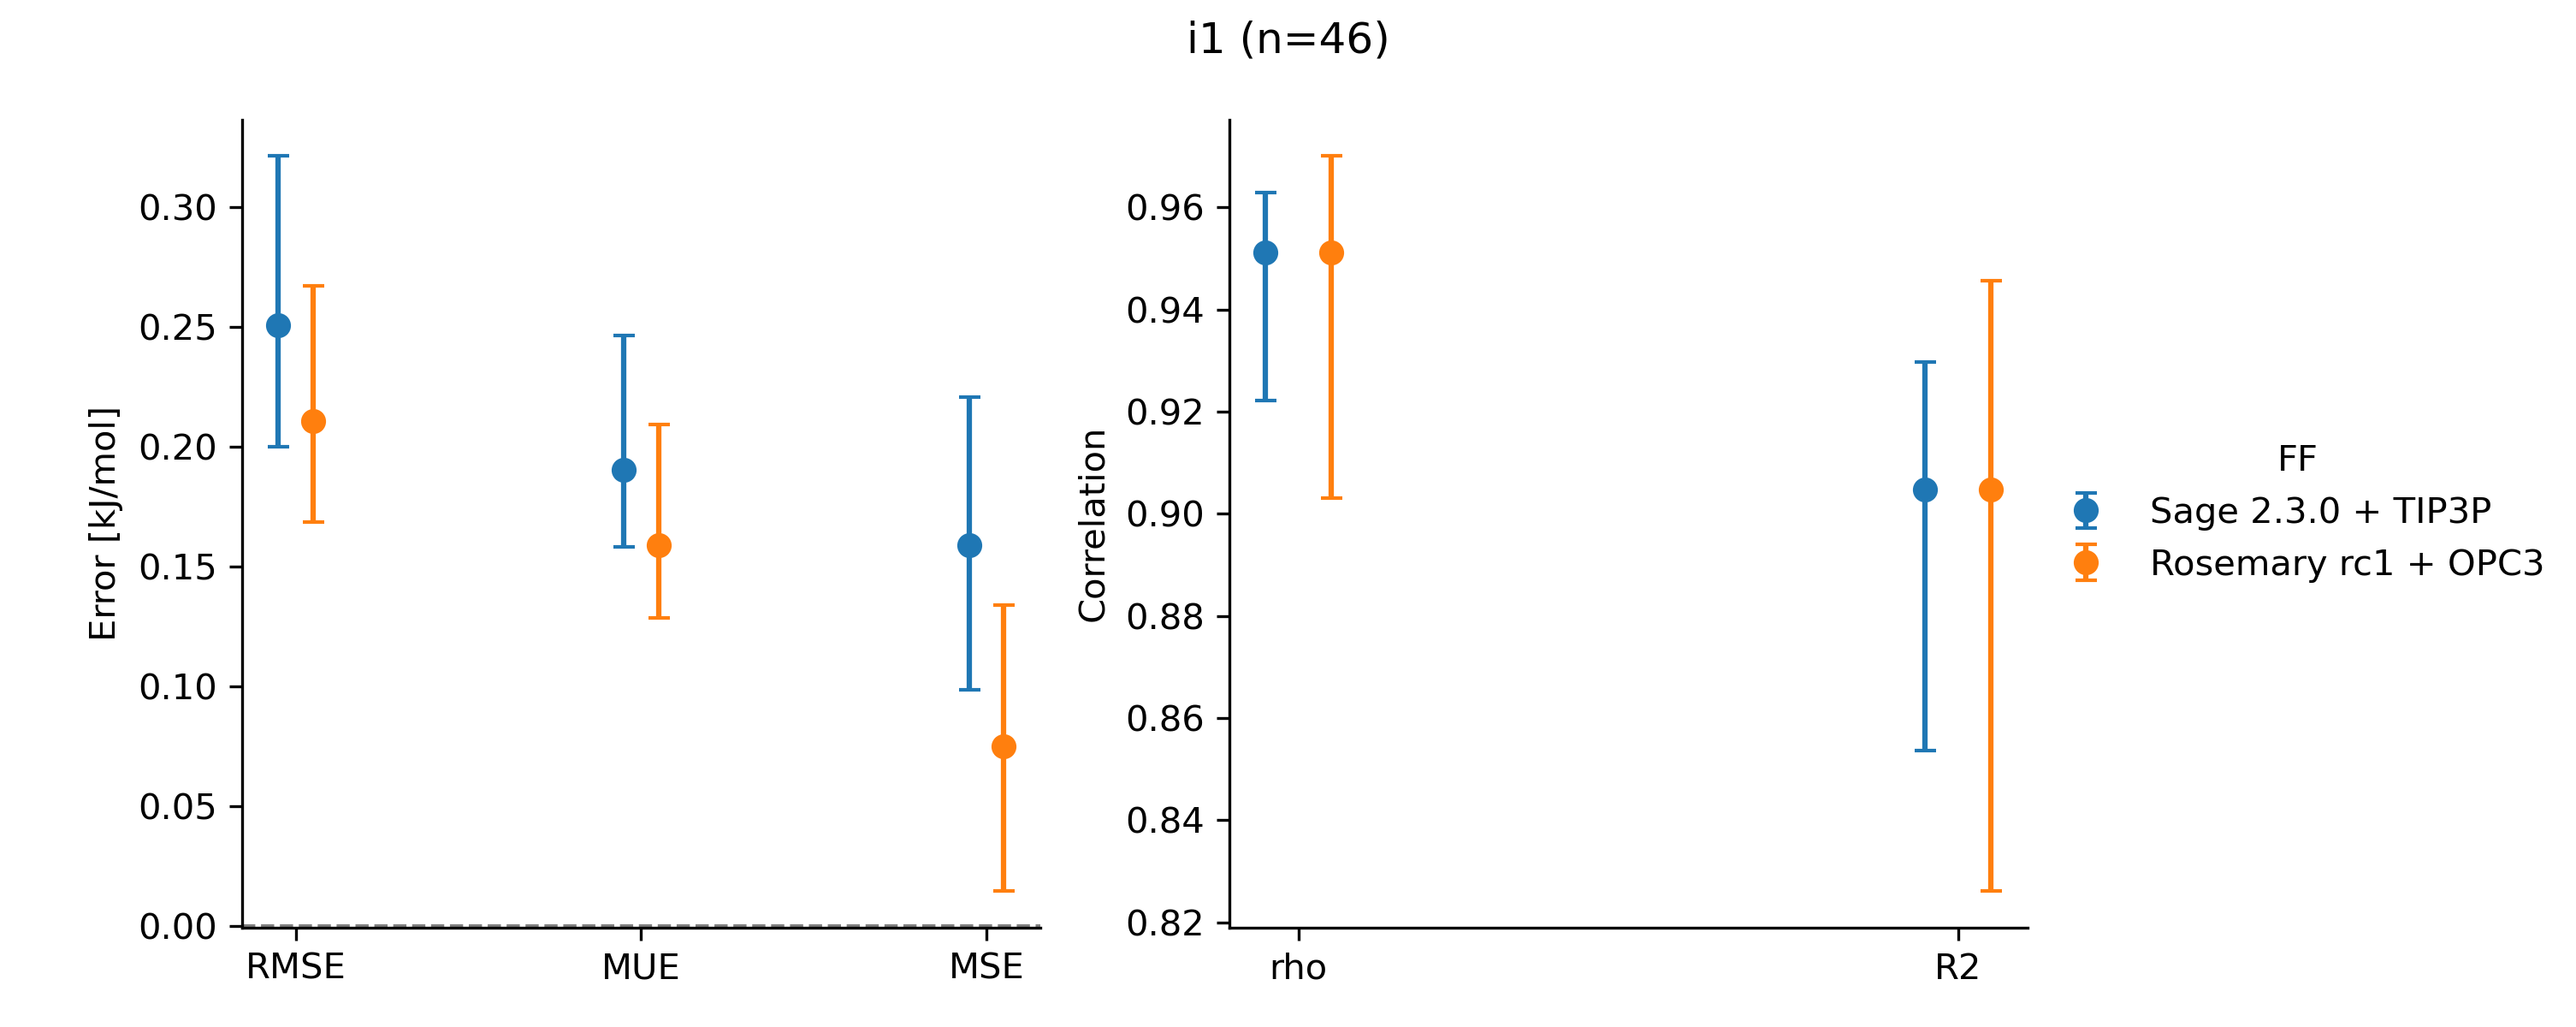 i1 (n=46)
Error [kJ/mol]
0.30
0.25
0.20
0.15
0.10
0.05
0.00
RMSE
MUE
MSE
Correlation
0.96
0.94
0.92
0.90
0.88
0.86
0.84
0.82
rho
R2
FF
Sage 2.3.0 + TIP3P
Rosemary rc1 + OPC3